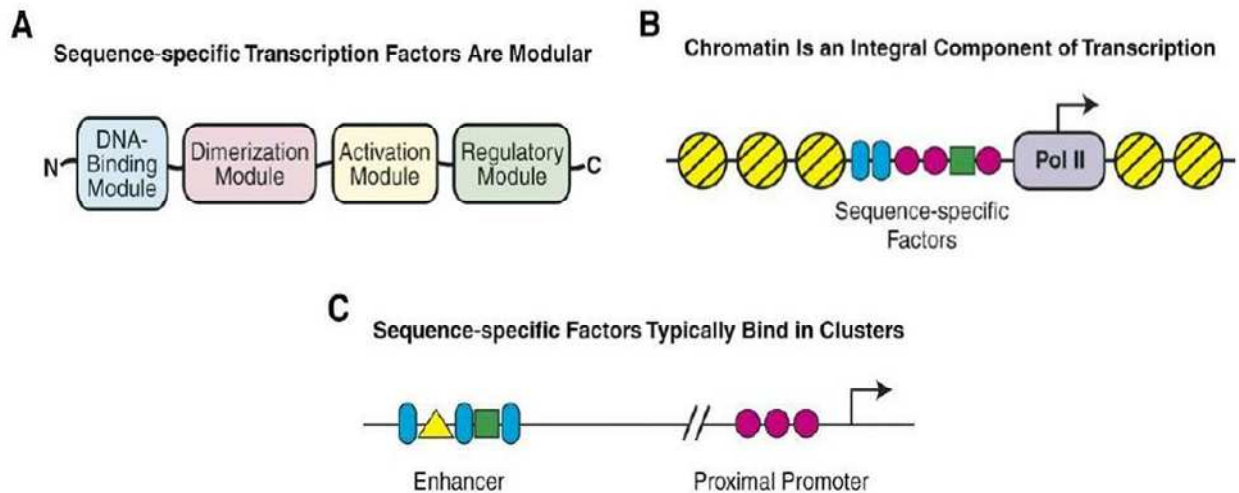 A
Sequence-specific Transcription Factors Are Modular
N
DNA-
Binding
Module
Dimerization
Module
Activation
Module
Regulatory
Module
C
B
Chromatin Is an Integral Component of Transcription
Pol II
Sequence-specific
Factors
C
Sequence-specific Factors Typically Bind in Clusters
Enhancer
Proximal Promoter